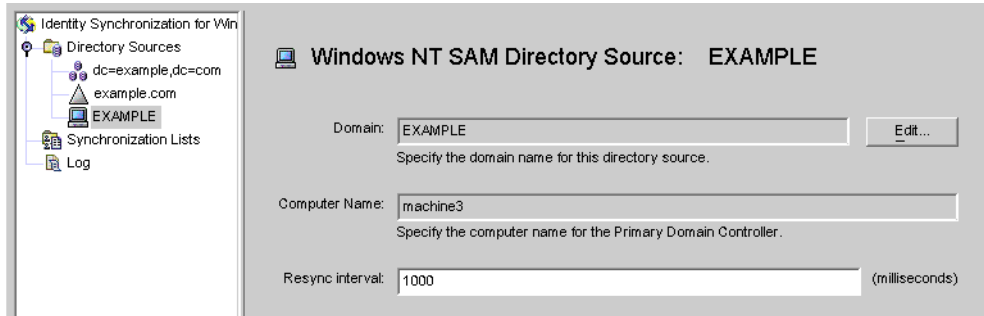 Identity Synchronization for Win
Directory Sources
dc=example,dc=com
example.com
EXAMPLE
Synchronization Lists
Log
Windows NT SAM Directory Source: EXAMPLE
Domain: EXAMPLE Edit...
Specify the domain name for this directory source.
Computer Name: machine3
Specify the computer name for the Primary Domain Controller.
Resync interval: 1000 (milliseconds)